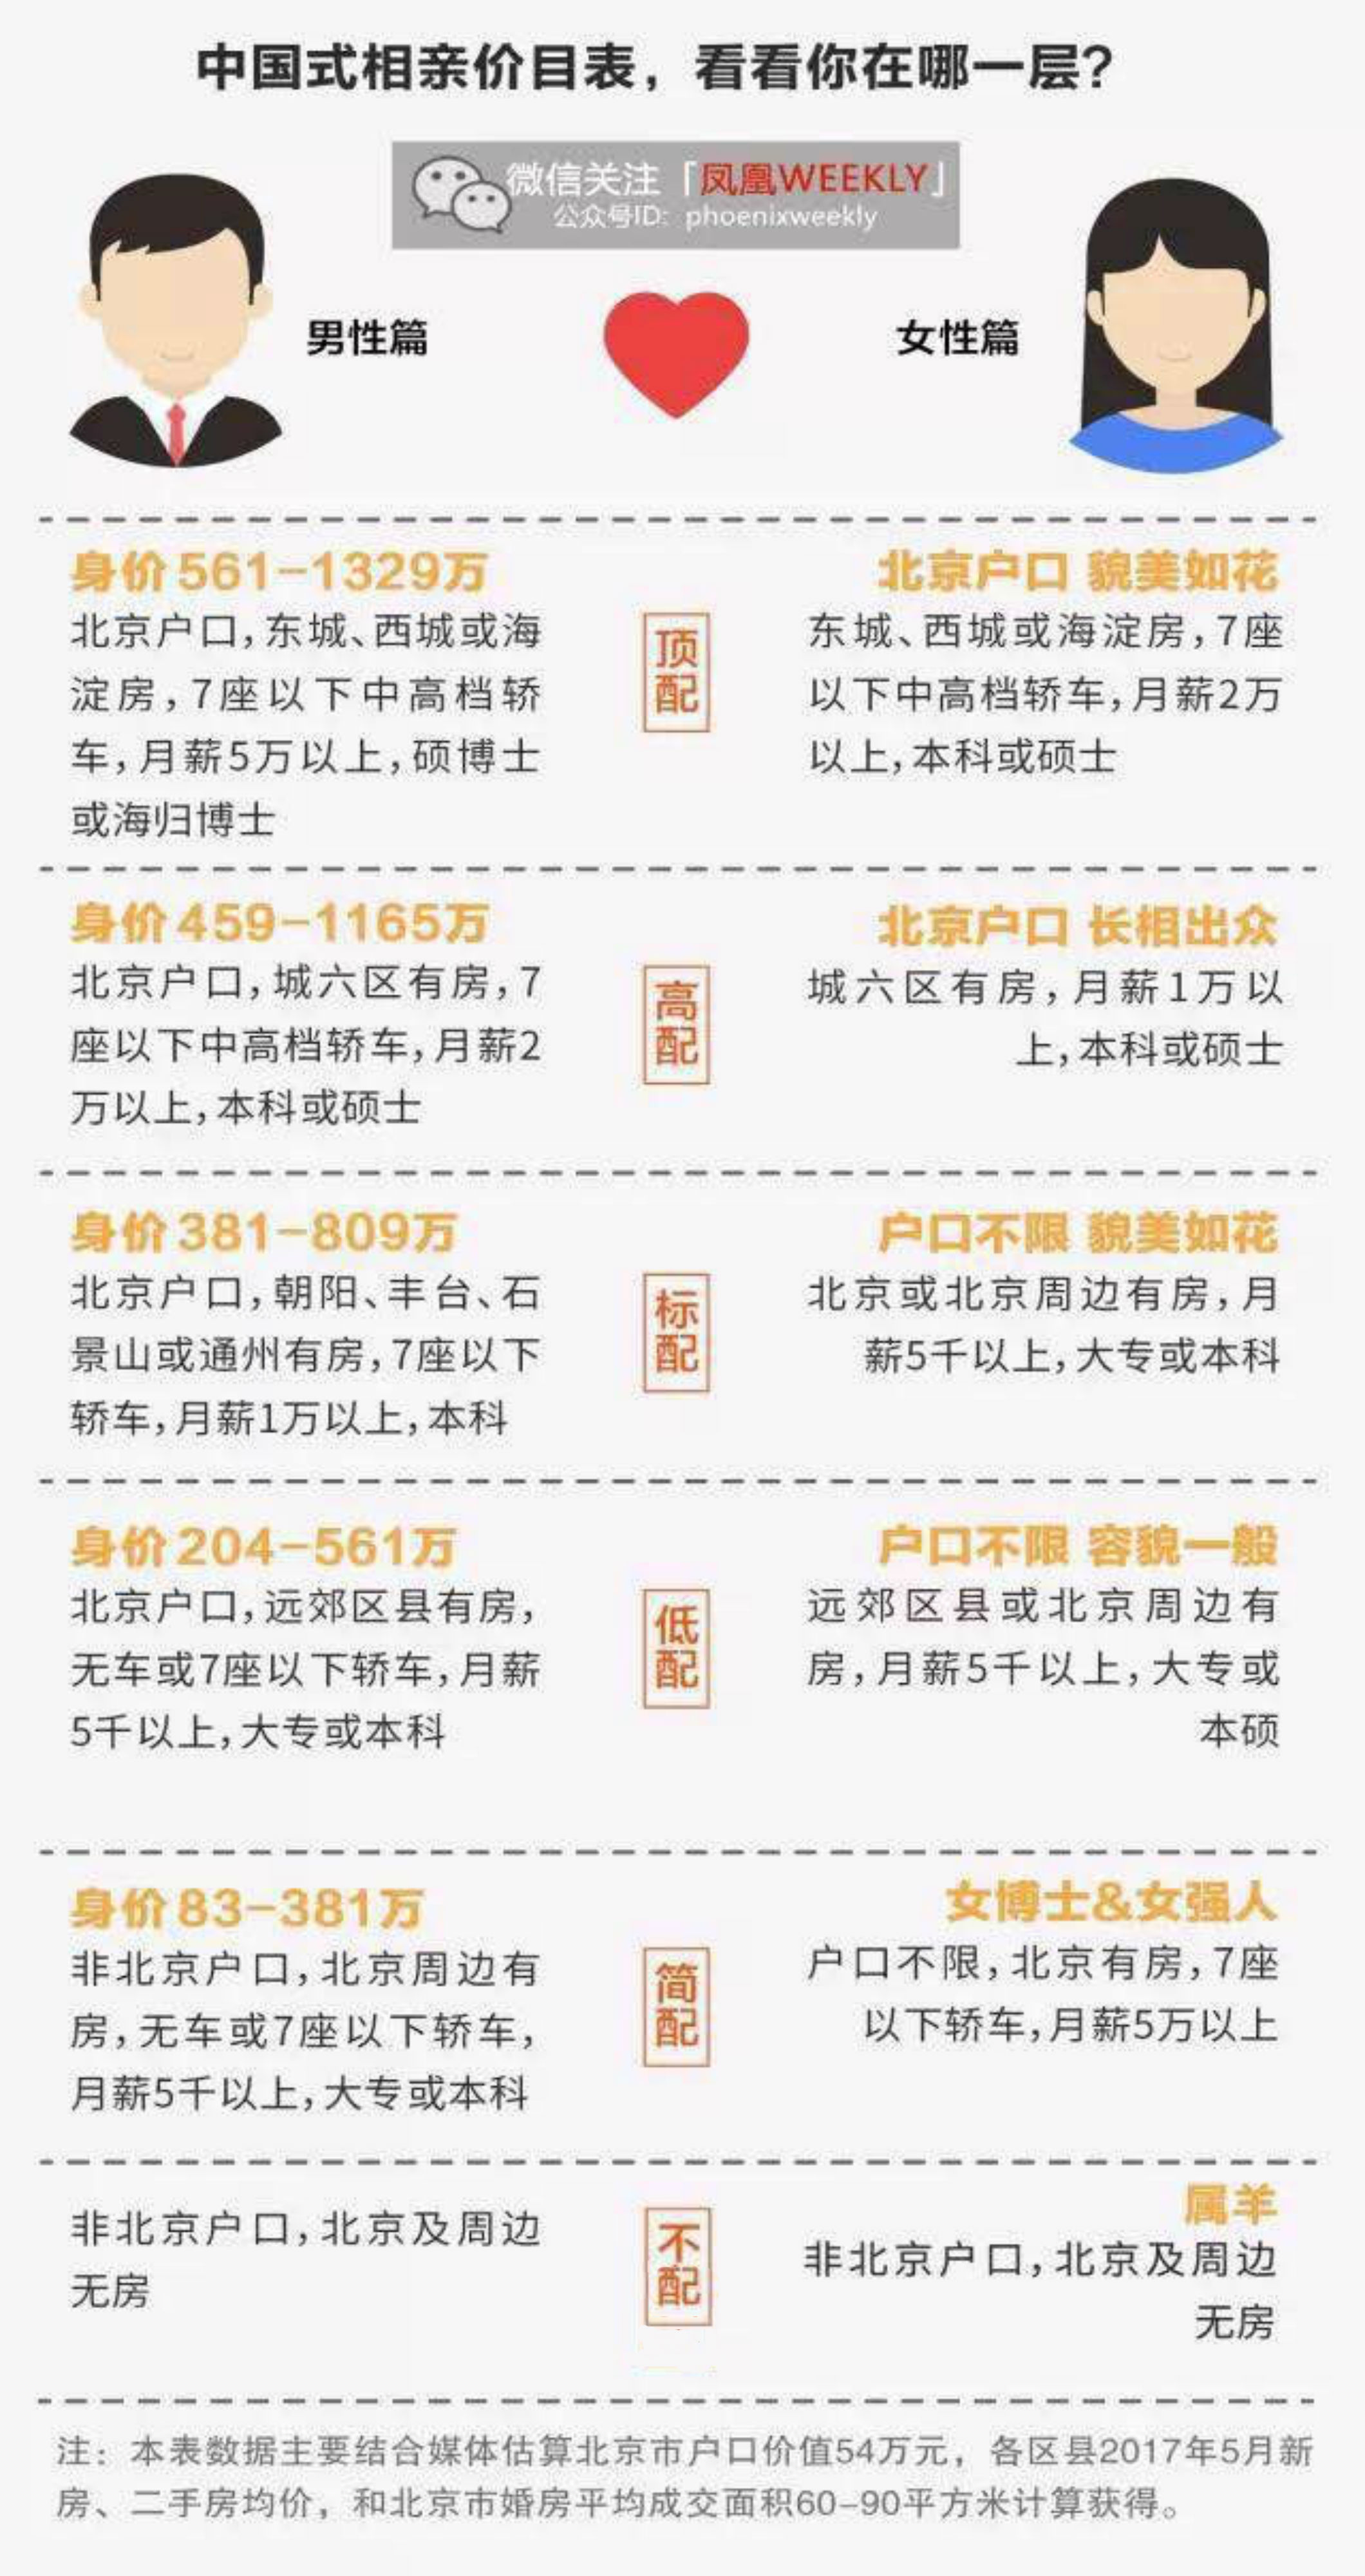 中国式相亲价目表，看看你在哪一层？
微信关注「凤凰WEEKLY」
公众号ID: phoenixweekly
男性篇
女性篇
身价561-1329万
北京户口,东城、西城或海
淀房,7座以下中高档轿
车,月薪5万以上,硕博士
或海归博士
顶
配
北京户口 貌美如花
东城、西城或海淀房,7座
以下中高档轿车,月薪2万
以上,本科或硕士
身价459-1165万
北京户口,城六区有房,7
座以下中高档轿车,月薪2
万以上,本科或硕士
高
配
北京户口 长相出众
城六区有房,月薪1万以
上,本科或硕士
身价381-809万
北京户口,朝阳、丰台、石
景山或通州有房,7座以下
轿车,月薪1万以上,本科
标
配
户口不限 貌美如花
北京或北京周边有房,月
薪5千以上,大专或本科
身价204-561万
北京户口,远郊区县有房,
无车或7座以下轿车,月薪
5千以上,大专或本科
低
配
户口不限 容貌一般
远郊区县或北京周边有
房,月薪5千以上,大专或
本硕
身价83-381万
非北京户口,北京周边有
房,无车或7座以下轿车,
月薪5千以上,大专或本科
简
配
女博士&女强人
户口不限,北京有房,7座
以下轿车,月薪5万以上
非北京户口,北京及周边
无房
不
配
属羊
非北京户口,北京及周边
无房
注：本表数据主要结合媒体估算北京市户口价值54万元，各区县2017年5月新
房、二手房均价，和北京市婚房平均成交面积60-90平方米计算获得。